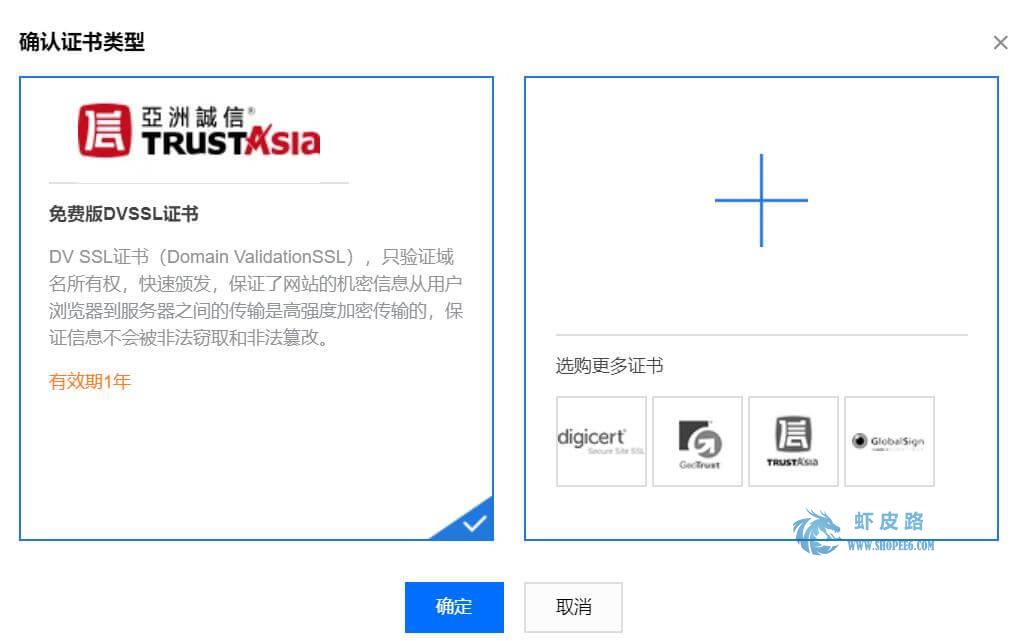 确认证书类型
亞洲誠信®
TRUSTAsia
免费版DVSSL证书
DV SSL证书（Domain ValidationSSL），只验证域
名所有权，快速颁发，保证了网站的机密信息从用户
浏览器到服务器之间的传输是高强度加密传输的，保
证信息不会被非法窃取和非法篡改。
有效期1年
选购更多证书
digicert®
Secure Site SSL
GeoTrust
TRUSTAsia
GlobalSign
虾皮路
WWW.SHOPEE6.COM
确定
取消